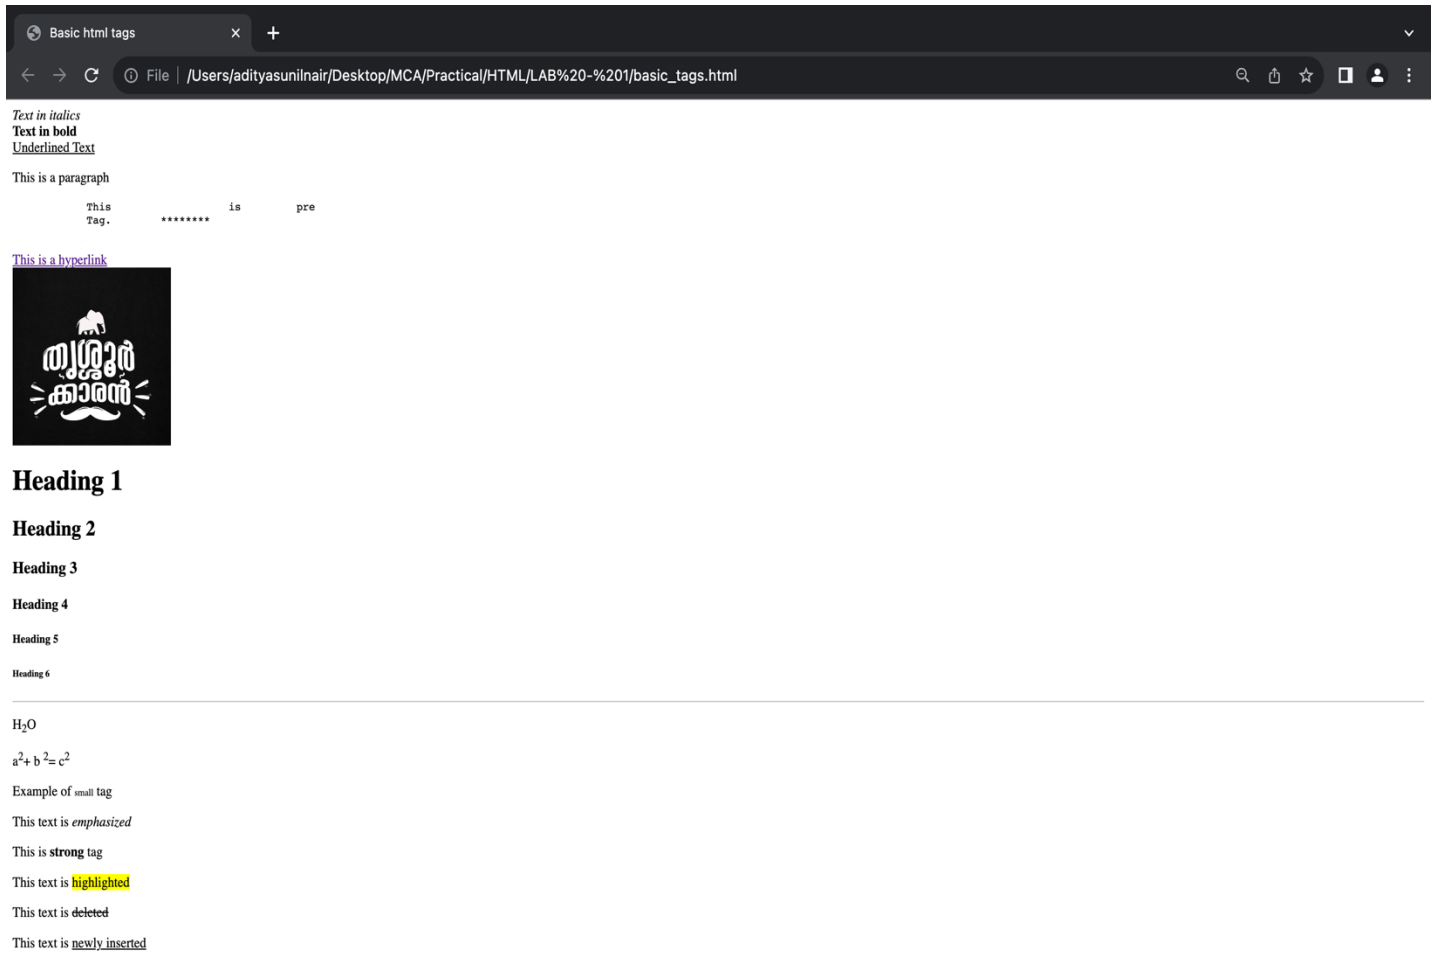 Basic html tags
File | /Users/adityasunilnair/Desktop/MCA/Practical/HTML/LAB%20-%201/basic_tags.html
Text in italics
Text in bold
Underlined Text
This is a paragraph
This is pre
Tag. ********
This is a hyperlink
തൃശ്ശൂർ
ക്കാരൻ
Heading 1
Heading 2
Heading 3
Heading 4
Heading 5
Heading 6
H₂O
a²+ b ²= c²
Example of small tag
This text is emphasized
This is strong tag
This text is highlighted
This text is deleted
This text is newly inserted